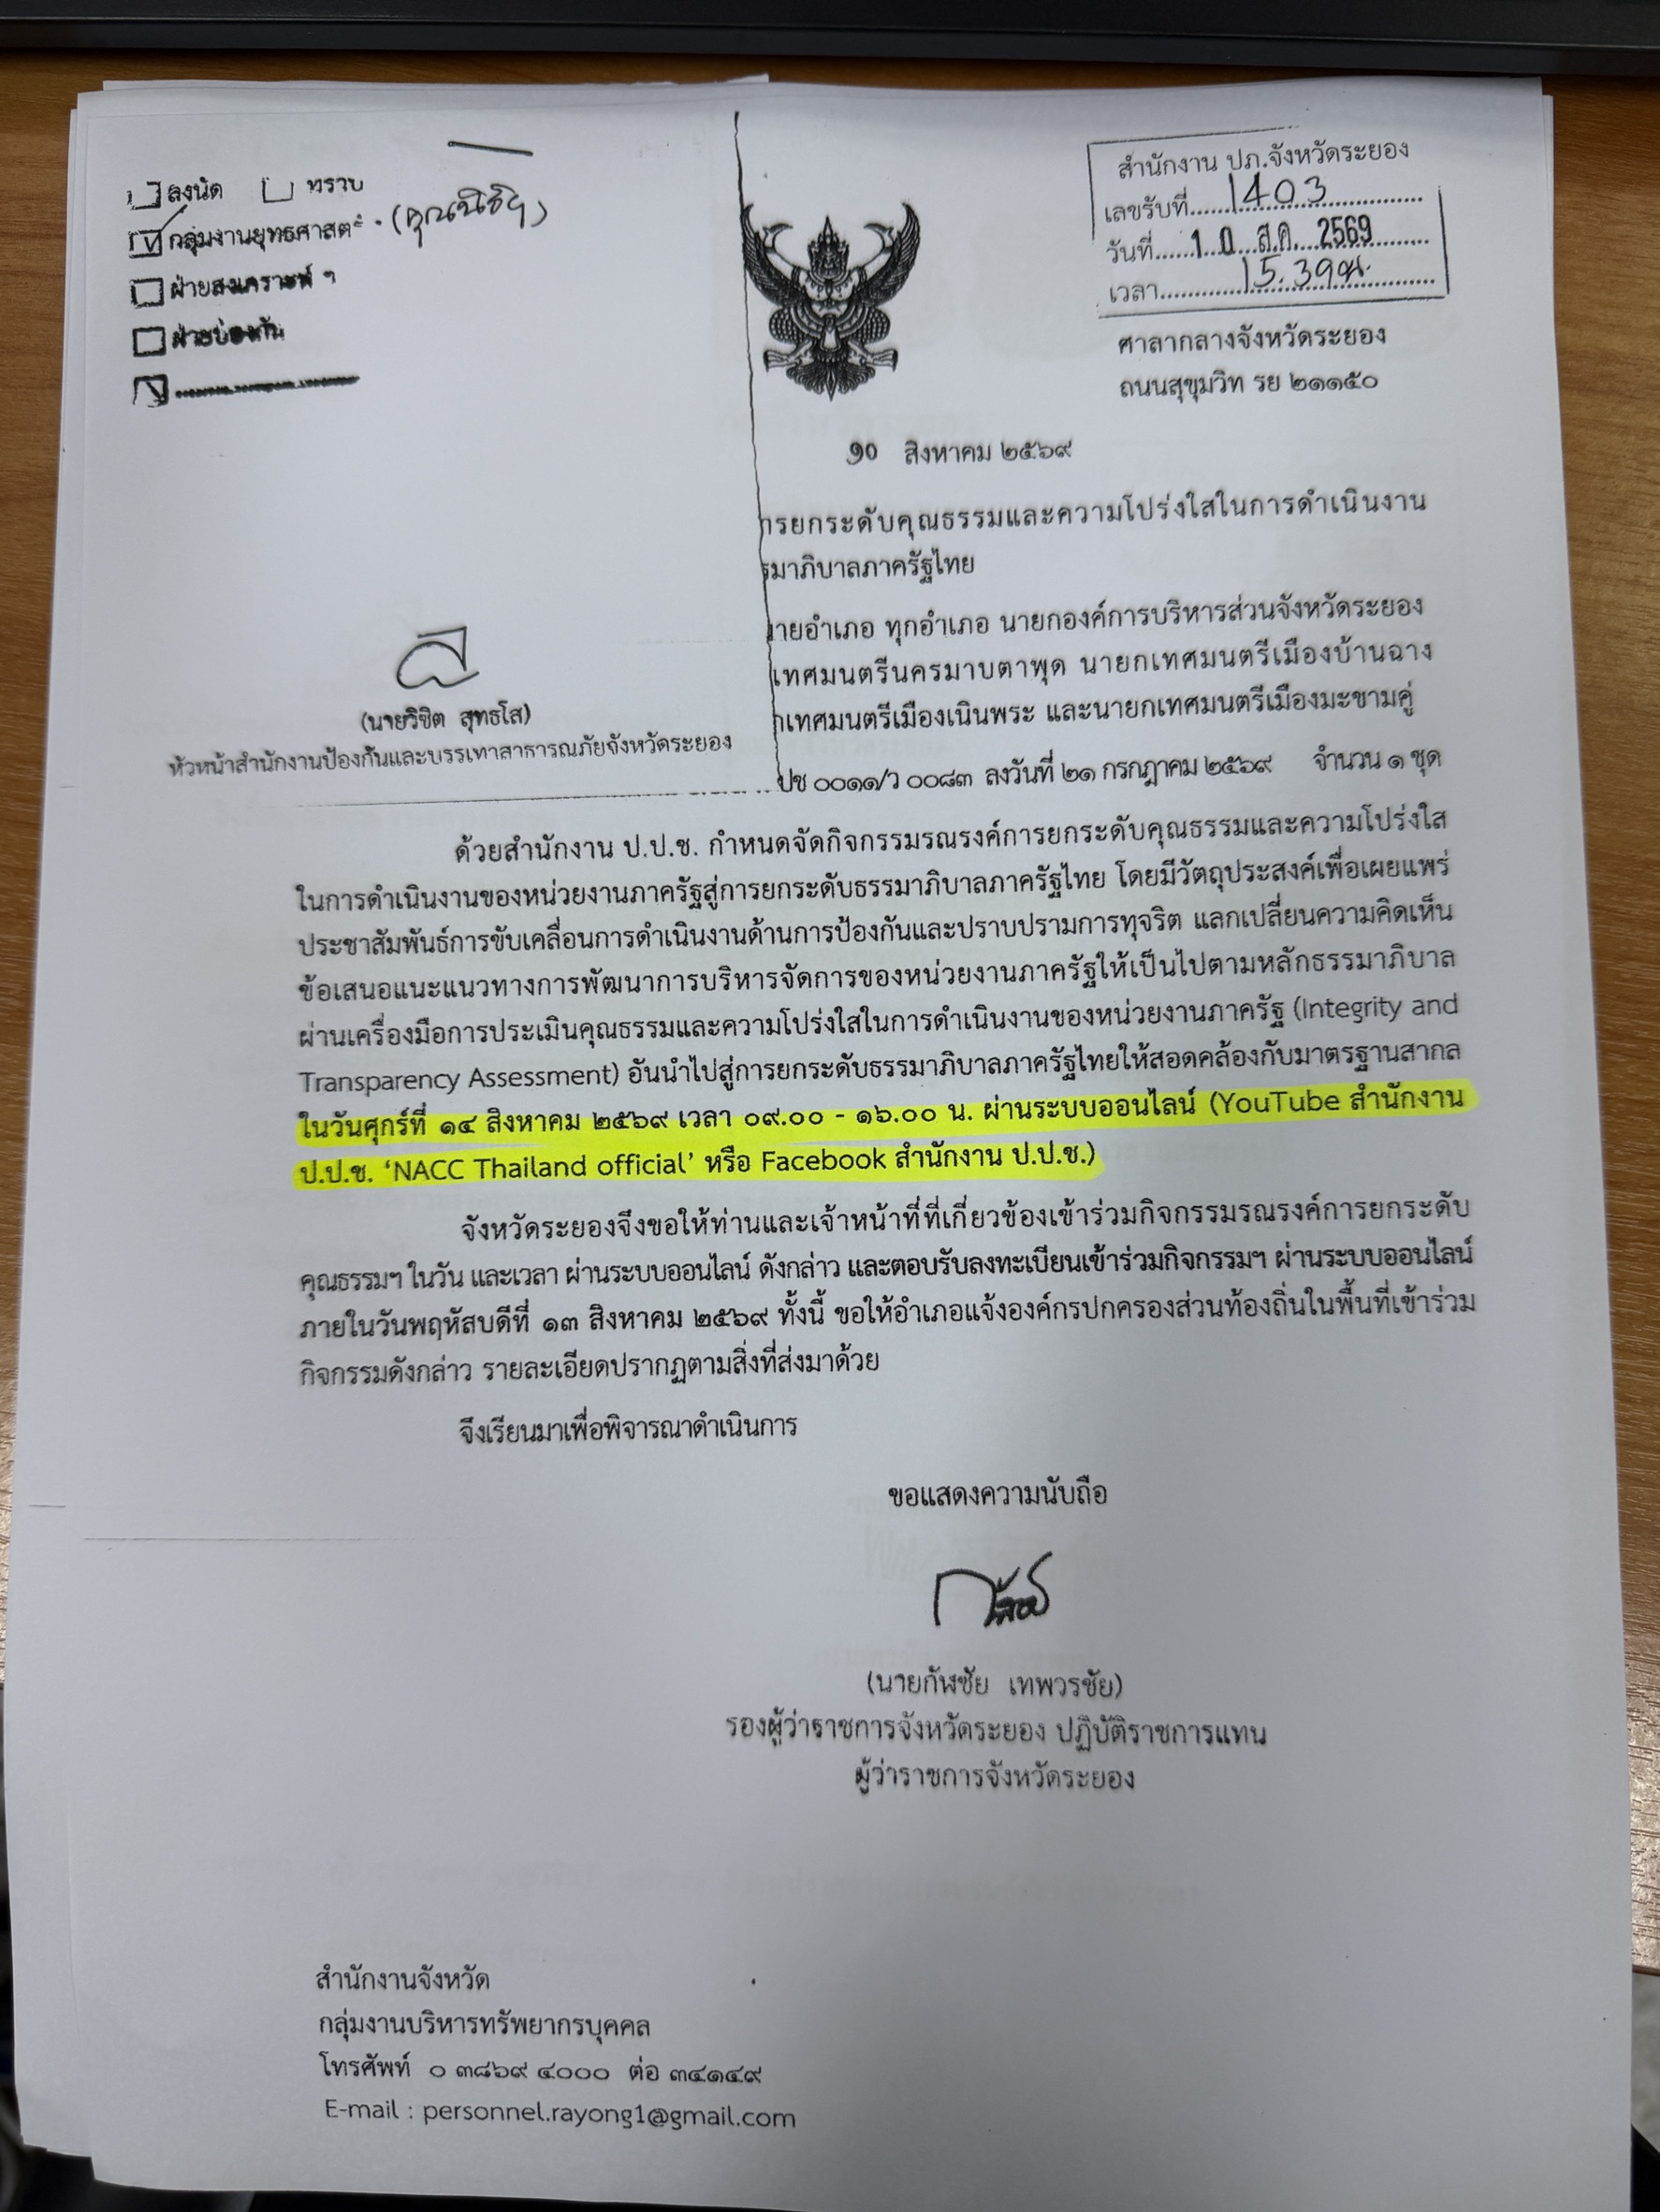 ลงนัด ทราบ
กลุ่มงานยุทธศาสตร์
ฝ่ายสงเคราะห์ ฯ
ฝ่ายป้องกัน
สำนักงาน ปภ.จังหวัดระยอง
เลขรับที่ 1403
วันที่ 10 ส.ค. 2569
เวลา 15.39 น.
ศาลากลางจังหวัดระยอง
ถนนสุขุมวิท รย ๒๑๑๕๐
๑๐ สิงหาคม ๒๕๖๙
ารยกระดับคุณธรรมและความโปร่งใสในการดำเนินงาน
รมาภิบาลภาครัฐไทย
นายอำเภอ ทุกอำเภอ นายกองค์การบริหารส่วนจังหวัดระยอง
เทศมนตรีนครมาบตาพุด นายกเทศมนตรีเมืองบ้านฉาง
กเทศมนตรีเมืองเนินพระ และนายกเทศมนตรีเมืองมะขามคู่
(นายวิชิต สุทธโส)
หัวหน้าสำนักงานป้องกันและบรรเทาสาธารณภัยจังหวัดระยอง
ปช ๐๐๑๑/ว ๐๐๘๓ ลงวันที่ ๒๑ กรกฎาคม ๒๕๖๙ จำนวน ๑ ชุด
ด้วยสำนักงาน ป.ป.ช. กำหนดจัดกิจกรรมรณรงค์การยกระดับคุณธรรมและความโปร่งใส
ในการดำเนินงานของหน่วยงานภาครัฐสู่การยกระดับธรรมาภิบาลภาครัฐไทย โดยมีวัตถุประสงค์เพื่อเผยแพร่
ประชาสัมพันธ์การขับเคลื่อนการดำเนินงานด้านการป้องกันและปราบปรามการทุจริต แลกเปลี่ยนความคิดเห็น
ข้อเสนอแนะแนวทางการพัฒนาการบริหารจัดการของหน่วยงานภาครัฐให้เป็นไปตามหลักธรรมาภิบาล
ผ่านเครื่องมือการประเมินคุณธรรมและความโปร่งใสในการดำเนินงานของหน่วยงานภาครัฐ (Integrity and
Transparency Assessment) อันนำไปสู่การยกระดับธรรมาภิบาลภาครัฐไทยให้สอดคล้องกับมาตรฐานสากล
ในวันศุกร์ที่ ๑๔ สิงหาคม ๒๕๖๙ เวลา ๐๙.๐๐ - ๑๖.๐๐ น. ผ่านระบบออนไลน์ (YouTube สำนักงาน
ป.ป.ช. ‘NACC Thailand official’ หรือ Facebook สำนักงาน ป.ป.ช.)
จังหวัดระยองจึงขอให้ท่านและเจ้าหน้าที่ที่เกี่ยวข้องเข้าร่วมกิจกรรมรณรงค์การยกระดับ
คุณธรรมฯ ในวัน และเวลา ผ่านระบบออนไลน์ ดังกล่าว และตอบรับลงทะเบียนเข้าร่วมกิจกรรมฯ ผ่านระบบออนไลน์
ภายในวันพฤหัสบดีที่ ๑๓ สิงหาคม ๒๕๖๙ ทั้งนี้ ขอให้อำเภอแจ้งองค์กรปกครองส่วนท้องถิ่นในพื้นที่เข้าร่วม
กิจกรรมดังกล่าว รายละเอียดปรากฏตามสิ่งที่ส่งมาด้วย
จึงเรียนมาเพื่อพิจารณาดำเนินการ
ขอแสดงความนับถือ
(นายกัฬชัย เทพวรชัย)
รองผู้ว่าราชการจังหวัดระยอง ปฏิบัติราชการแทน
ผู้ว่าราชการจังหวัดระยอง
สำนักงานจังหวัด
กลุ่มงานบริหารทรัพยากรบุคคล
โทรศัพท์ ๐ ๓๘๖๙ ๔๐๐๐ ต่อ ๓๔๑๔๙
E-mail : personnel.rayong1@gmail.com